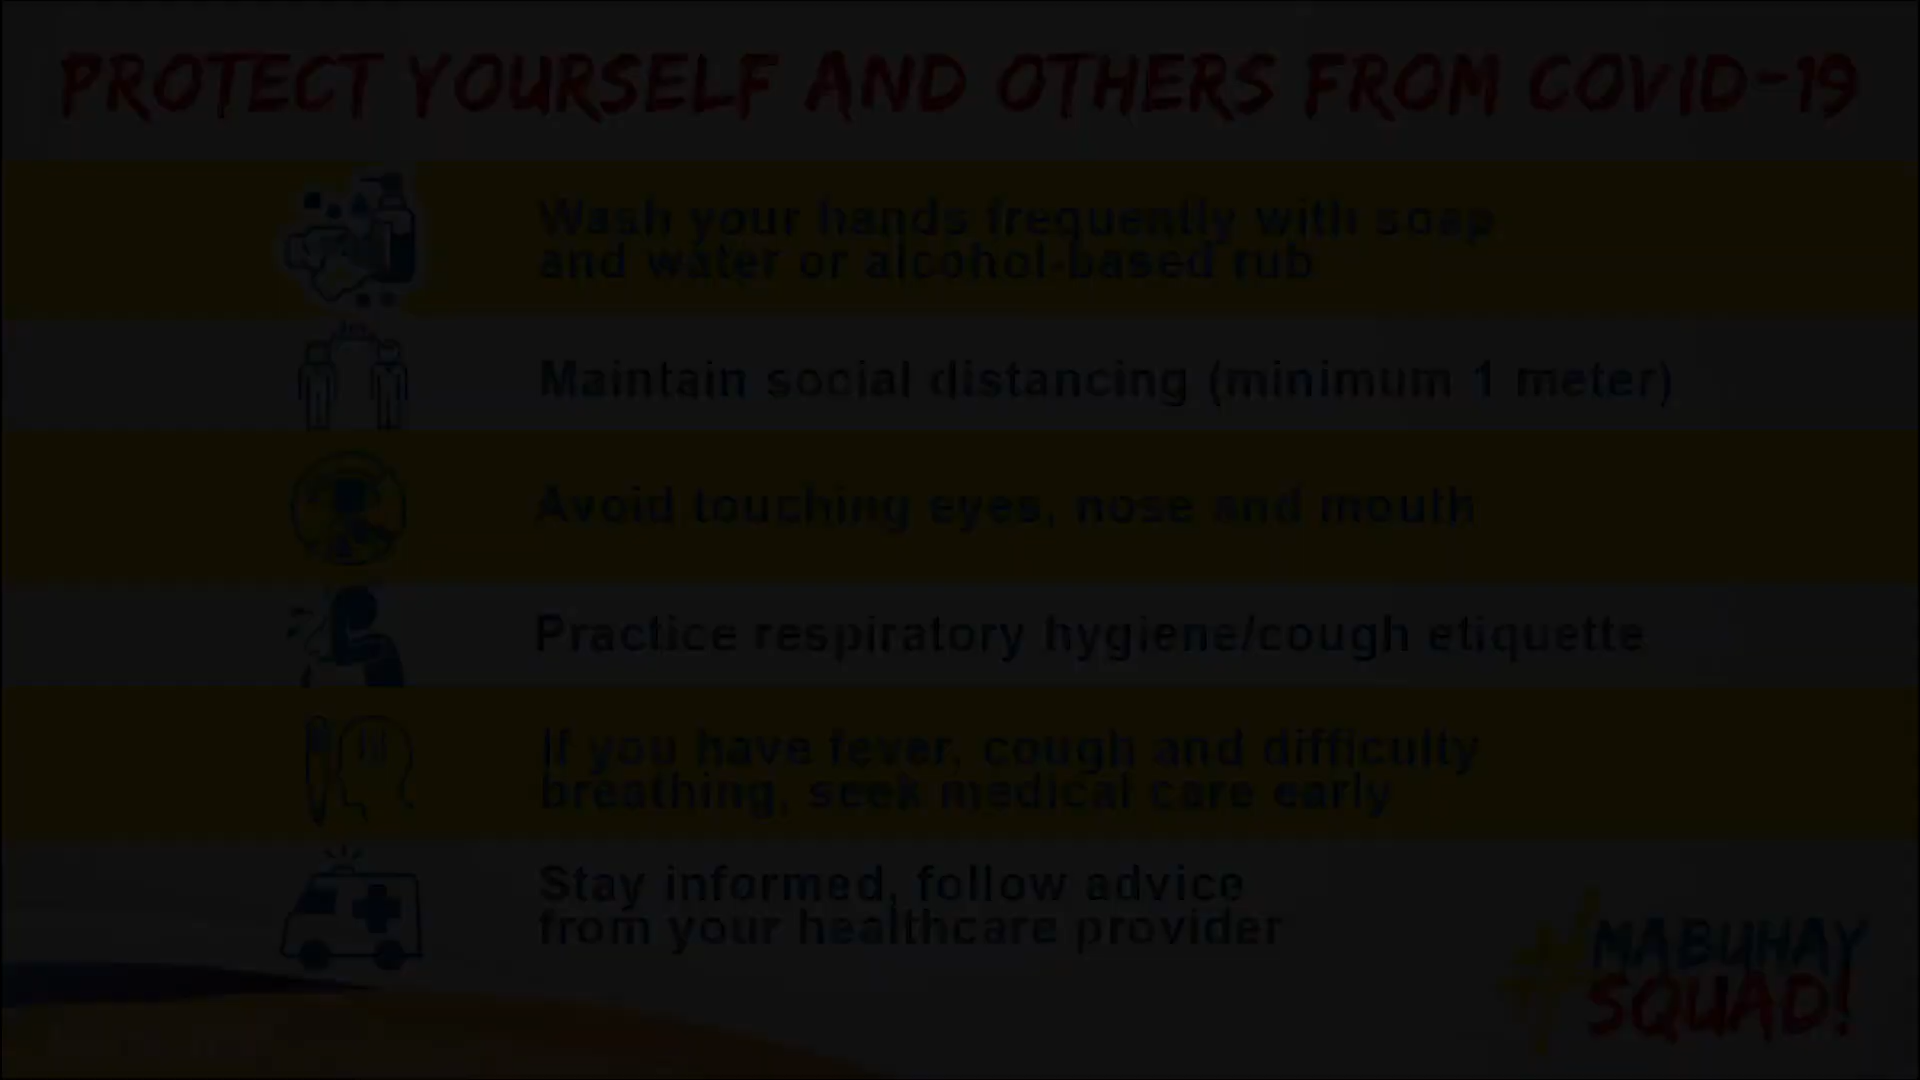 PROTECT YOURSELF AND OTHERS FROM COVID-19
Wash your hands frequently with soap
and water or alcohol-based rub
Maintain social distancing (minimum 1 meter)
Avoid touching eyes, nose and mouth
Practice respiratory hygiene/cough etiquette
If you have fever, cough and difficulty
breathing, seek medical care early
Stay informed, follow advice
from your healthcare provider
#MABUHAY
SQUAD!